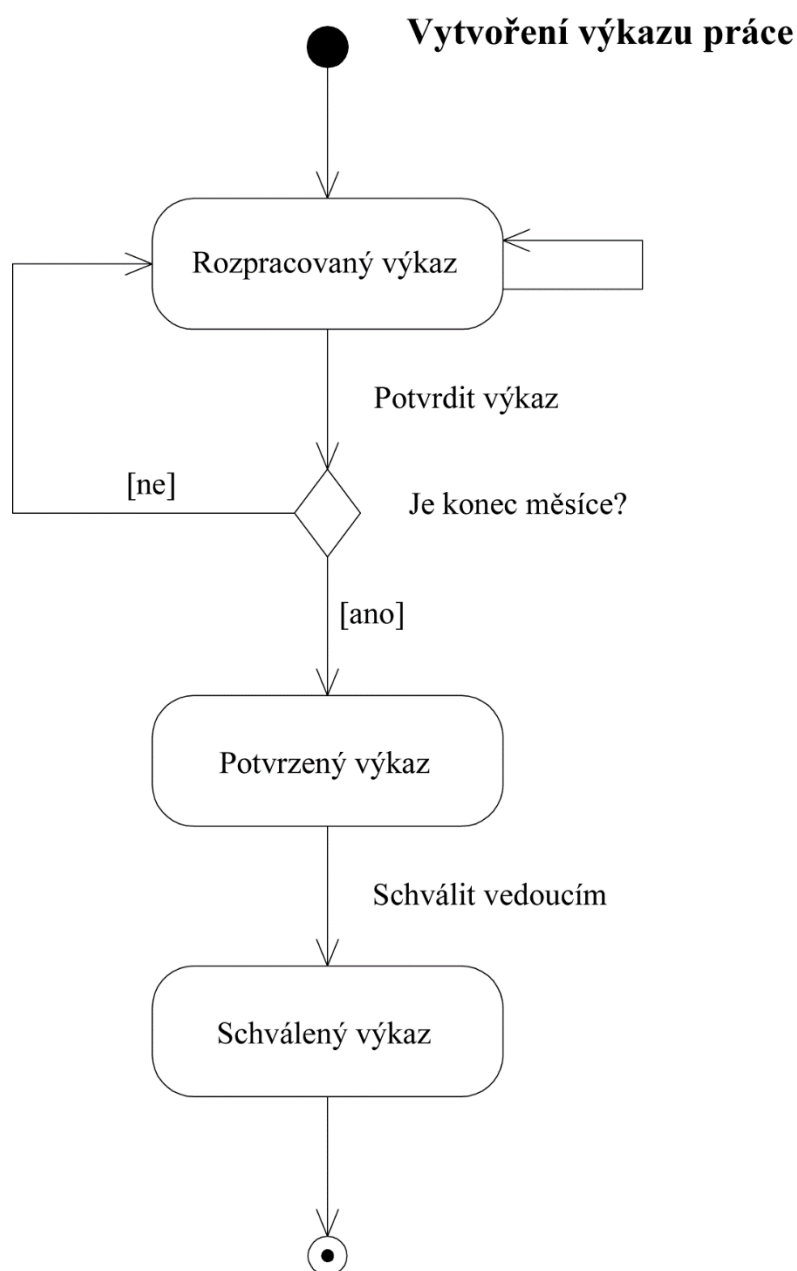 Vytvoření výkazu práce
Rozpracovaný výkaz
Potvrdit výkaz
[ne]
Je konec měsíce?
[ano]
Potvrzený výkaz
Schválit vedoucím
Schválený výkaz